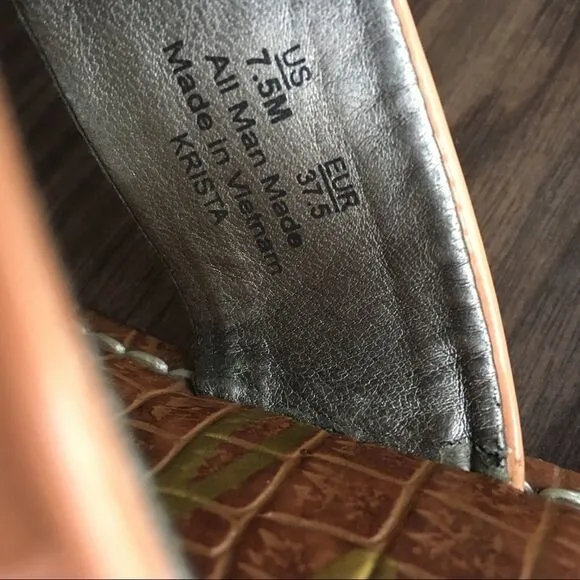 US EUR
7.5M 37.5
All Man Made
Made In Vietnam
KRISTA